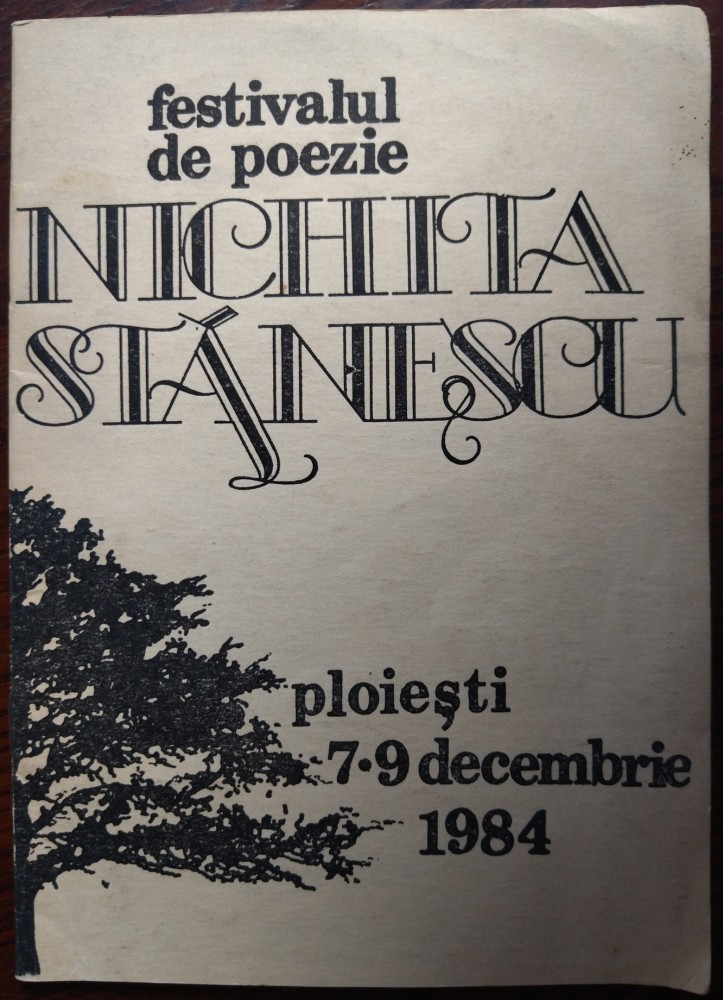 festivalul
de poezie
NICHITA
STĂNESCU
ploiești
7•9 decembrie
1984